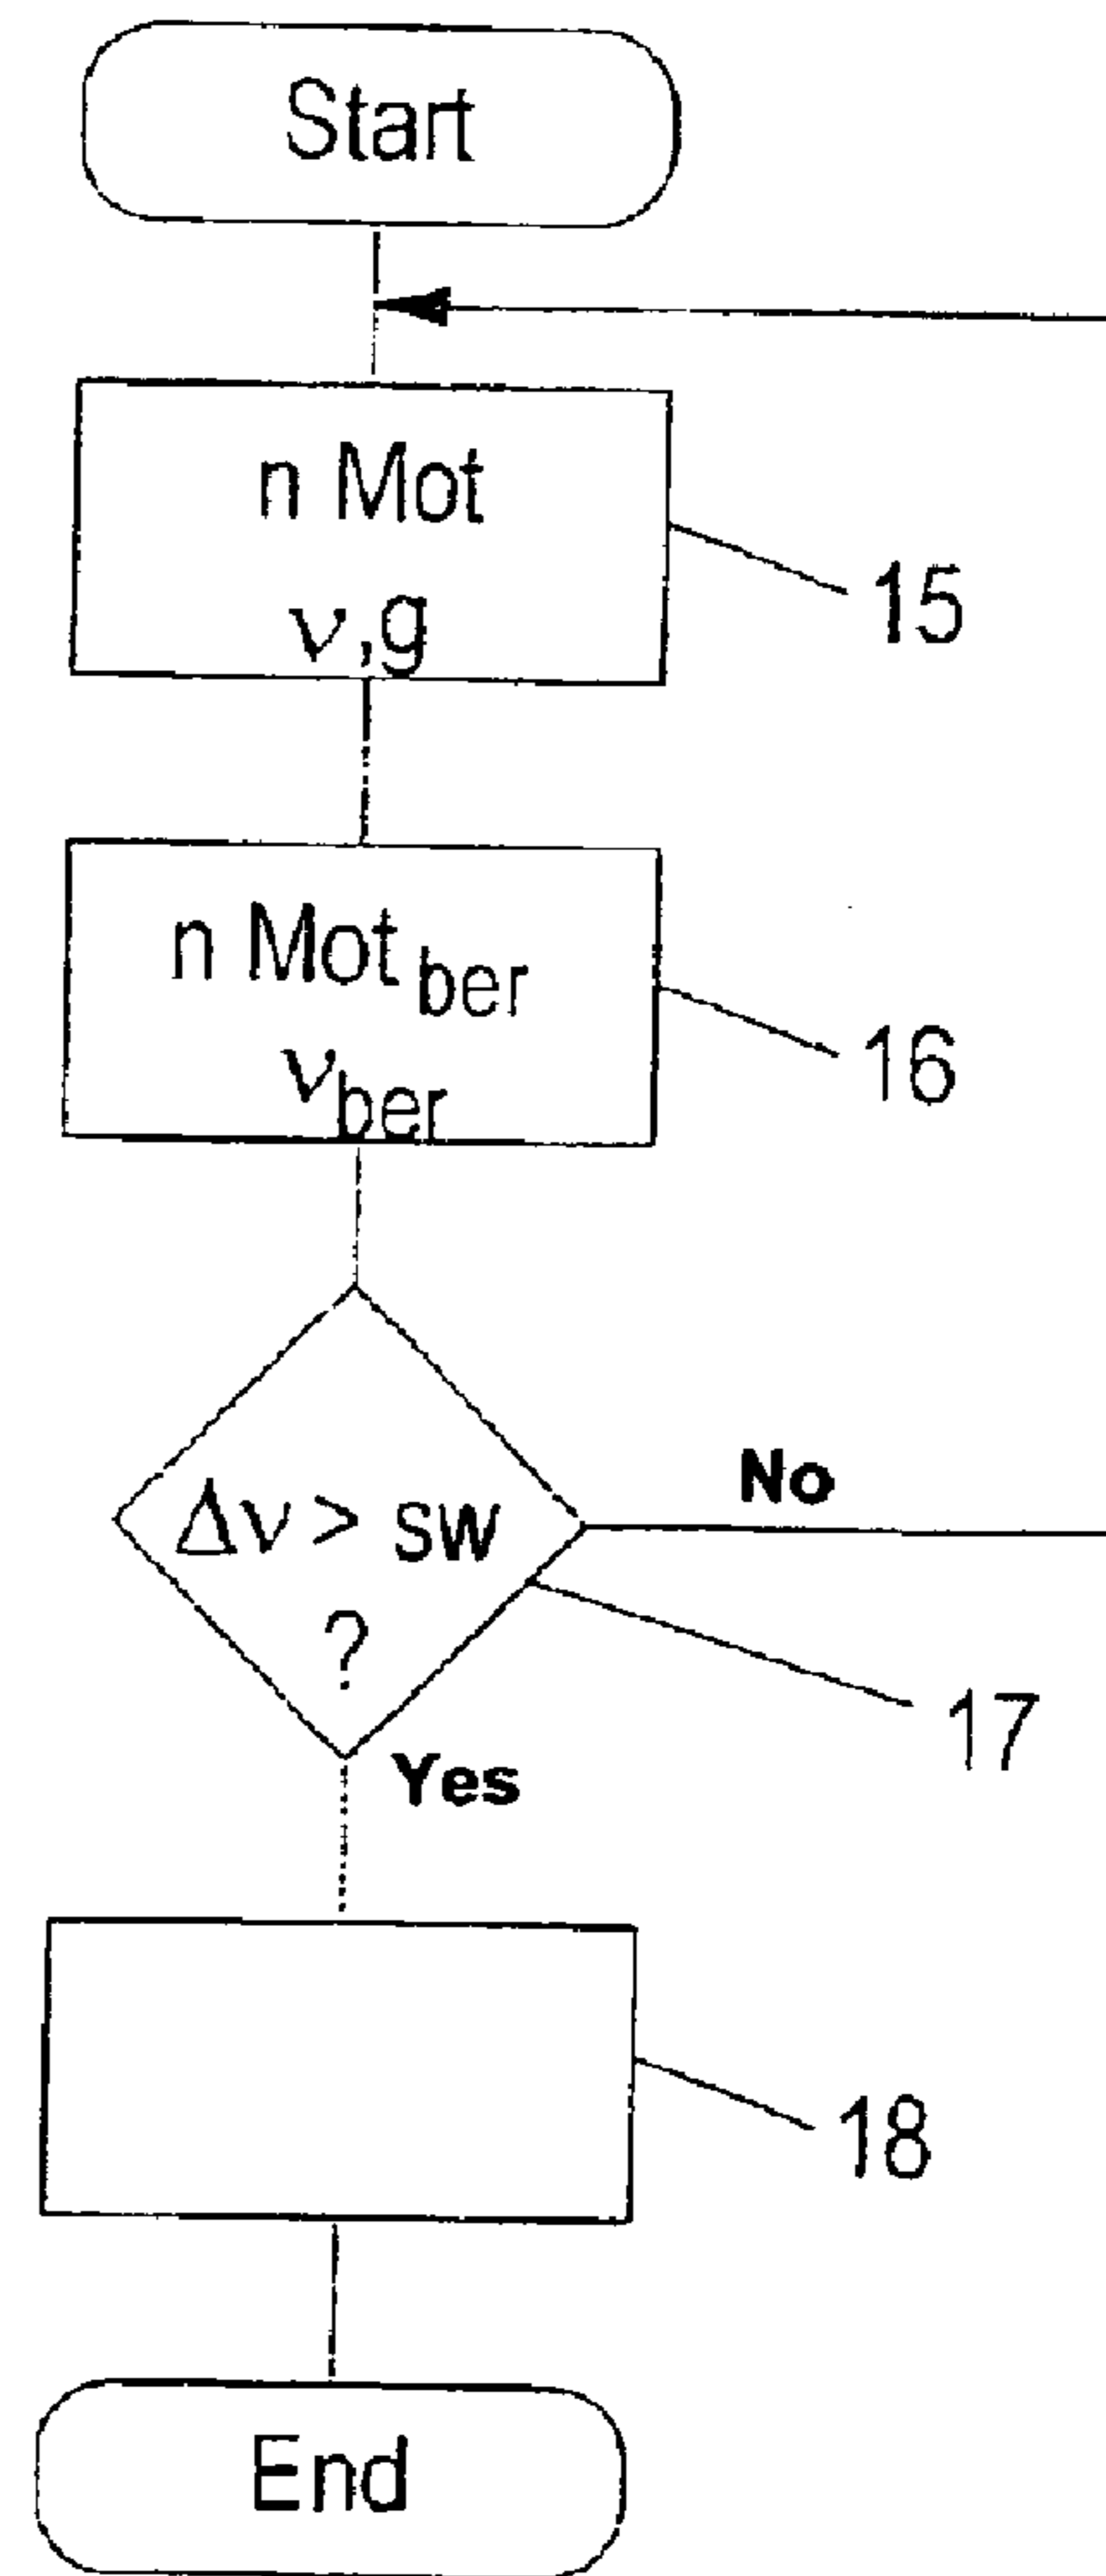 Start
n Mot
ν,g
15
n Mot ber
νber
16
Δν > SW
?
No
17
Yes
18
End